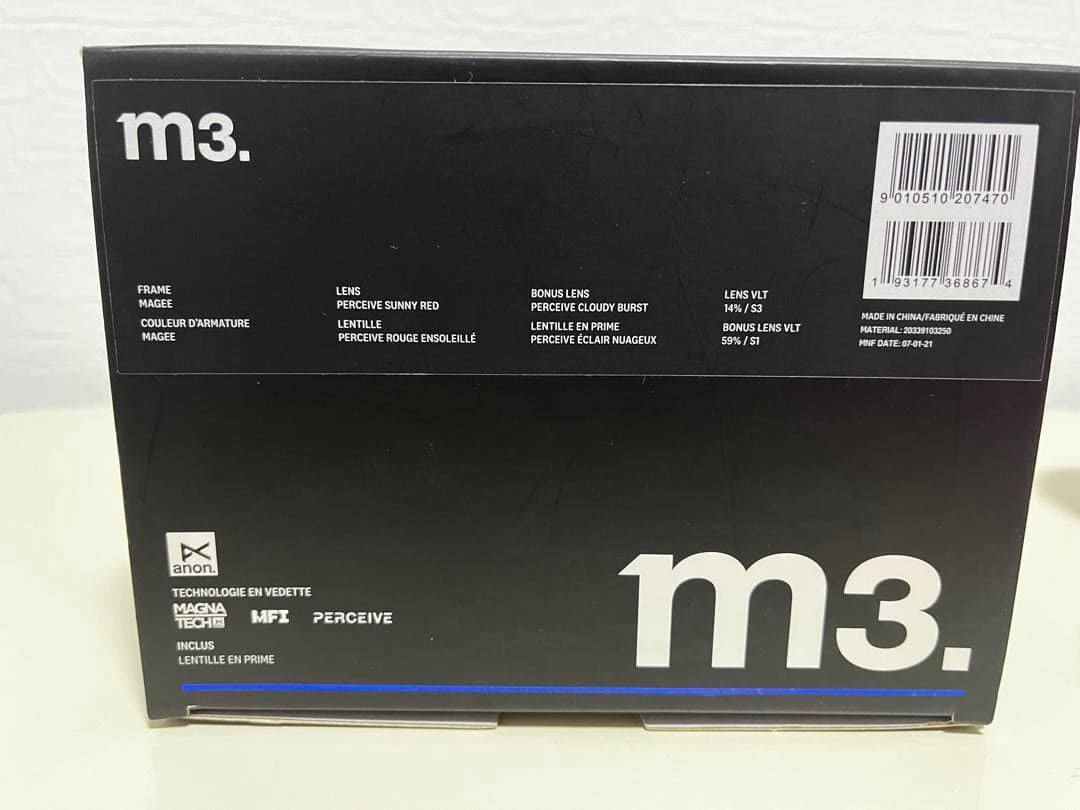 m3.
FRAME
MAGEE
COULEUR D'ARMATURE
MAGEE
LENS
PERCEIVE SUNNY RED
LENTILLE
PERCEIVE ROUGE ENSOLEILLÉ
BONUS LENS
PERCEIVE CLOUDY BURST
LENTILLE EN PRIME
PERCEIVE ÉCLAIR NUAGEUX
LENS VLT
14% / S3
BONUS LENS VLT
59% / S1
9 010510 207470
1 93177 36867 4
MADE IN CHINA/FABRIQUÉ EN CHINE
MATERIAL: 20339103250
MNF DATE: 07-01-21
anon.
TECHNOLOGIE EN VEDETTE
MAGNA
TECH
MFI
PERCEIVE
INCLUS
LENTILLE EN PRIME
m3.